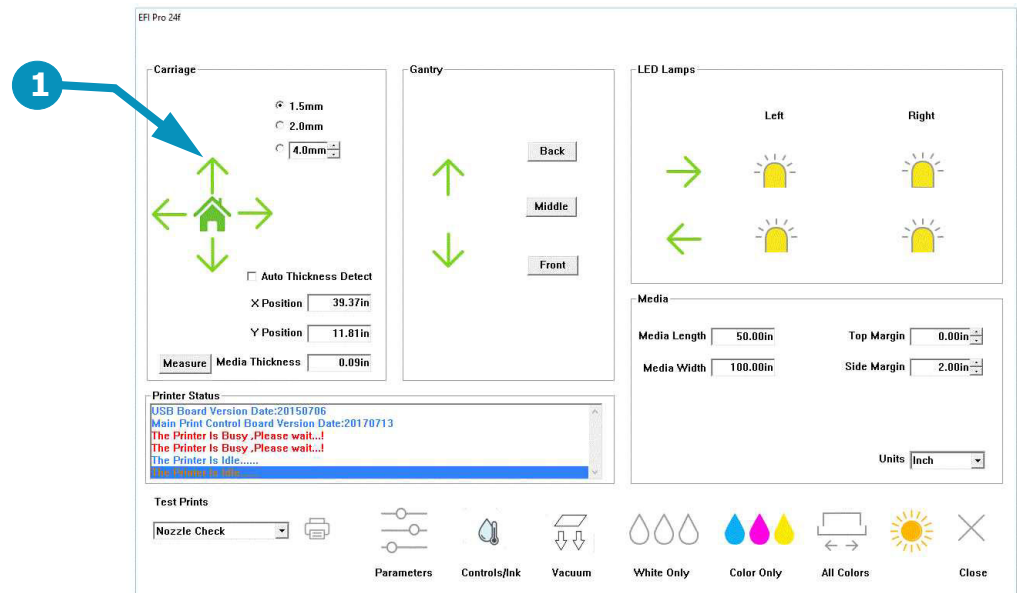 EFI Pro 24f
1
Carriage
1.5mm
2.0mm
4.0mm
Auto Thickness Detect
X Position 39.37in
Y Position 11.81in
Measure Media Thickness 0.09in
Gantry
Back
Middle
Front
LED Lamps
Left Right
Media
Media Length 50.00in Top Margin 0.00in
Media Width 100.00in Side Margin 2.00in
Units Inch
Printer Status
USB Board Version Date:20150706
Main Print Control Board Version Date:20170713
The Printer Is Busy ,Please wait...!
The Printer Is Busy ,Please wait...!
The Printer Is Idle......
The Printer Is Idle......
Test Prints
Nozzle Check
Parameters Controls/Ink Vacuum White Only Color Only All Colors Close